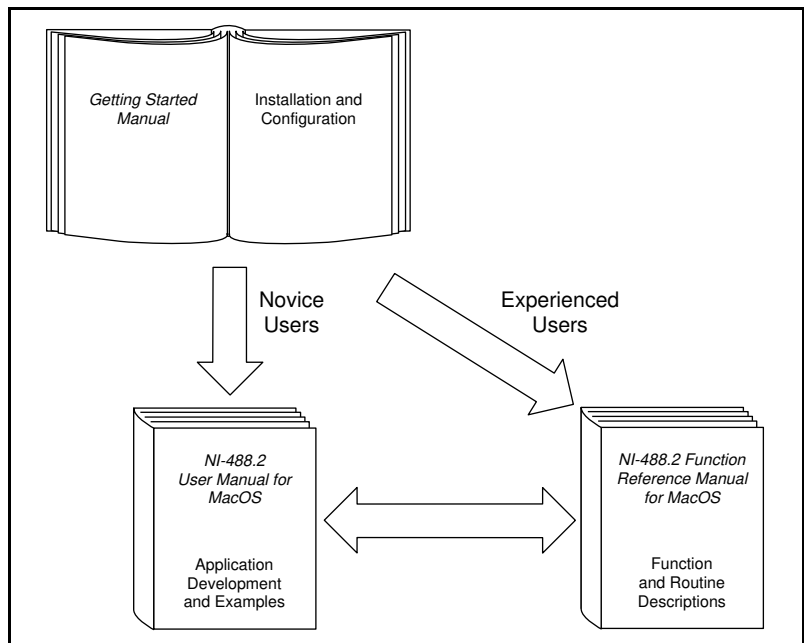 Getting Started
Manual
Installation and
Configuration
Novice
Users
Experienced
Users
NI-488.2
User Manual for
MacOS
Application
Development
and Examples
NI-488.2 Function
Reference Manual
for MacOS
Function
and Routine
Descriptions